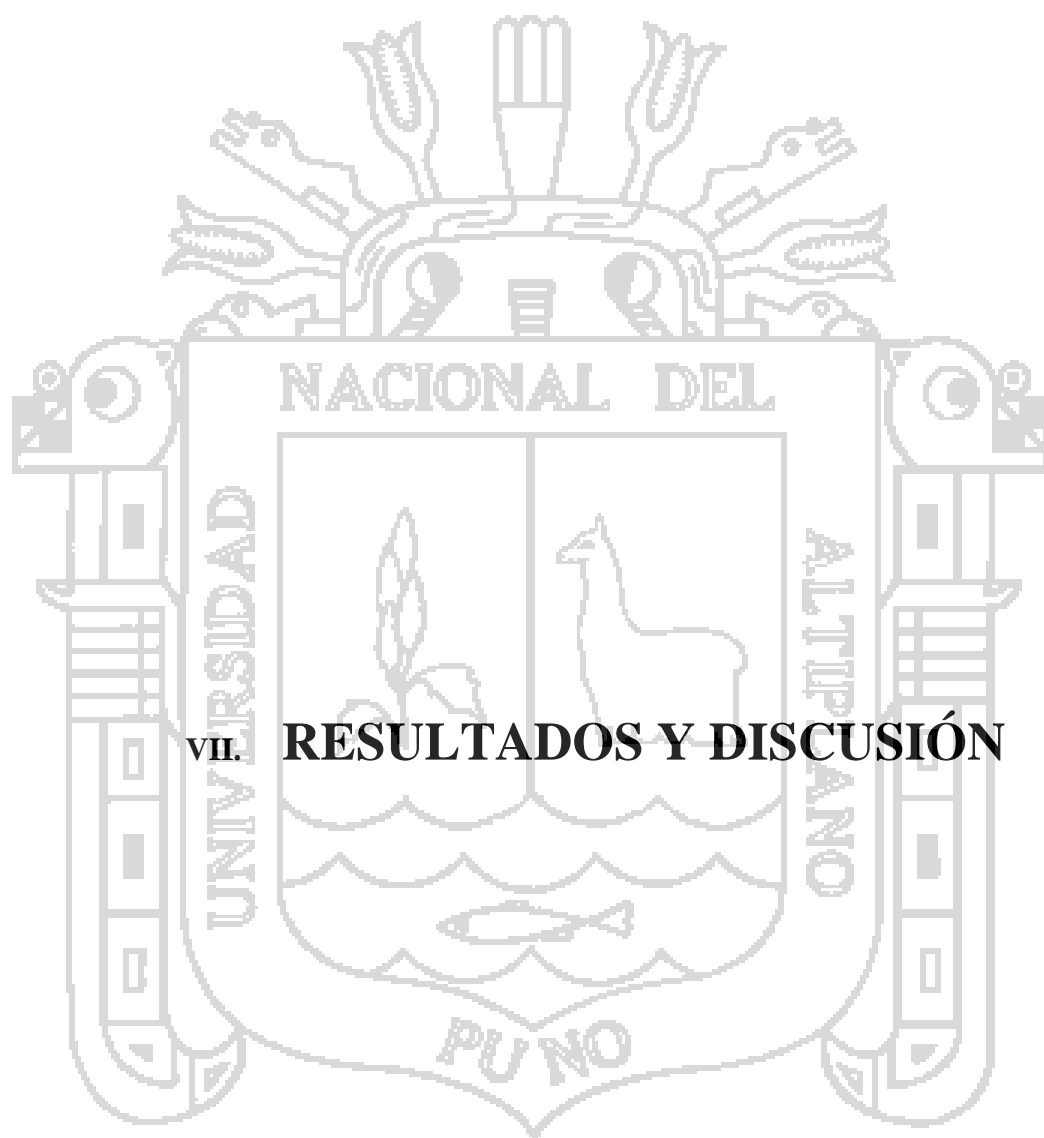 NACIONAL DEL
UNIVERSIDAD
ALTIPLANO
VII. RESULTADOS Y DISCUSIÓN
PUNO